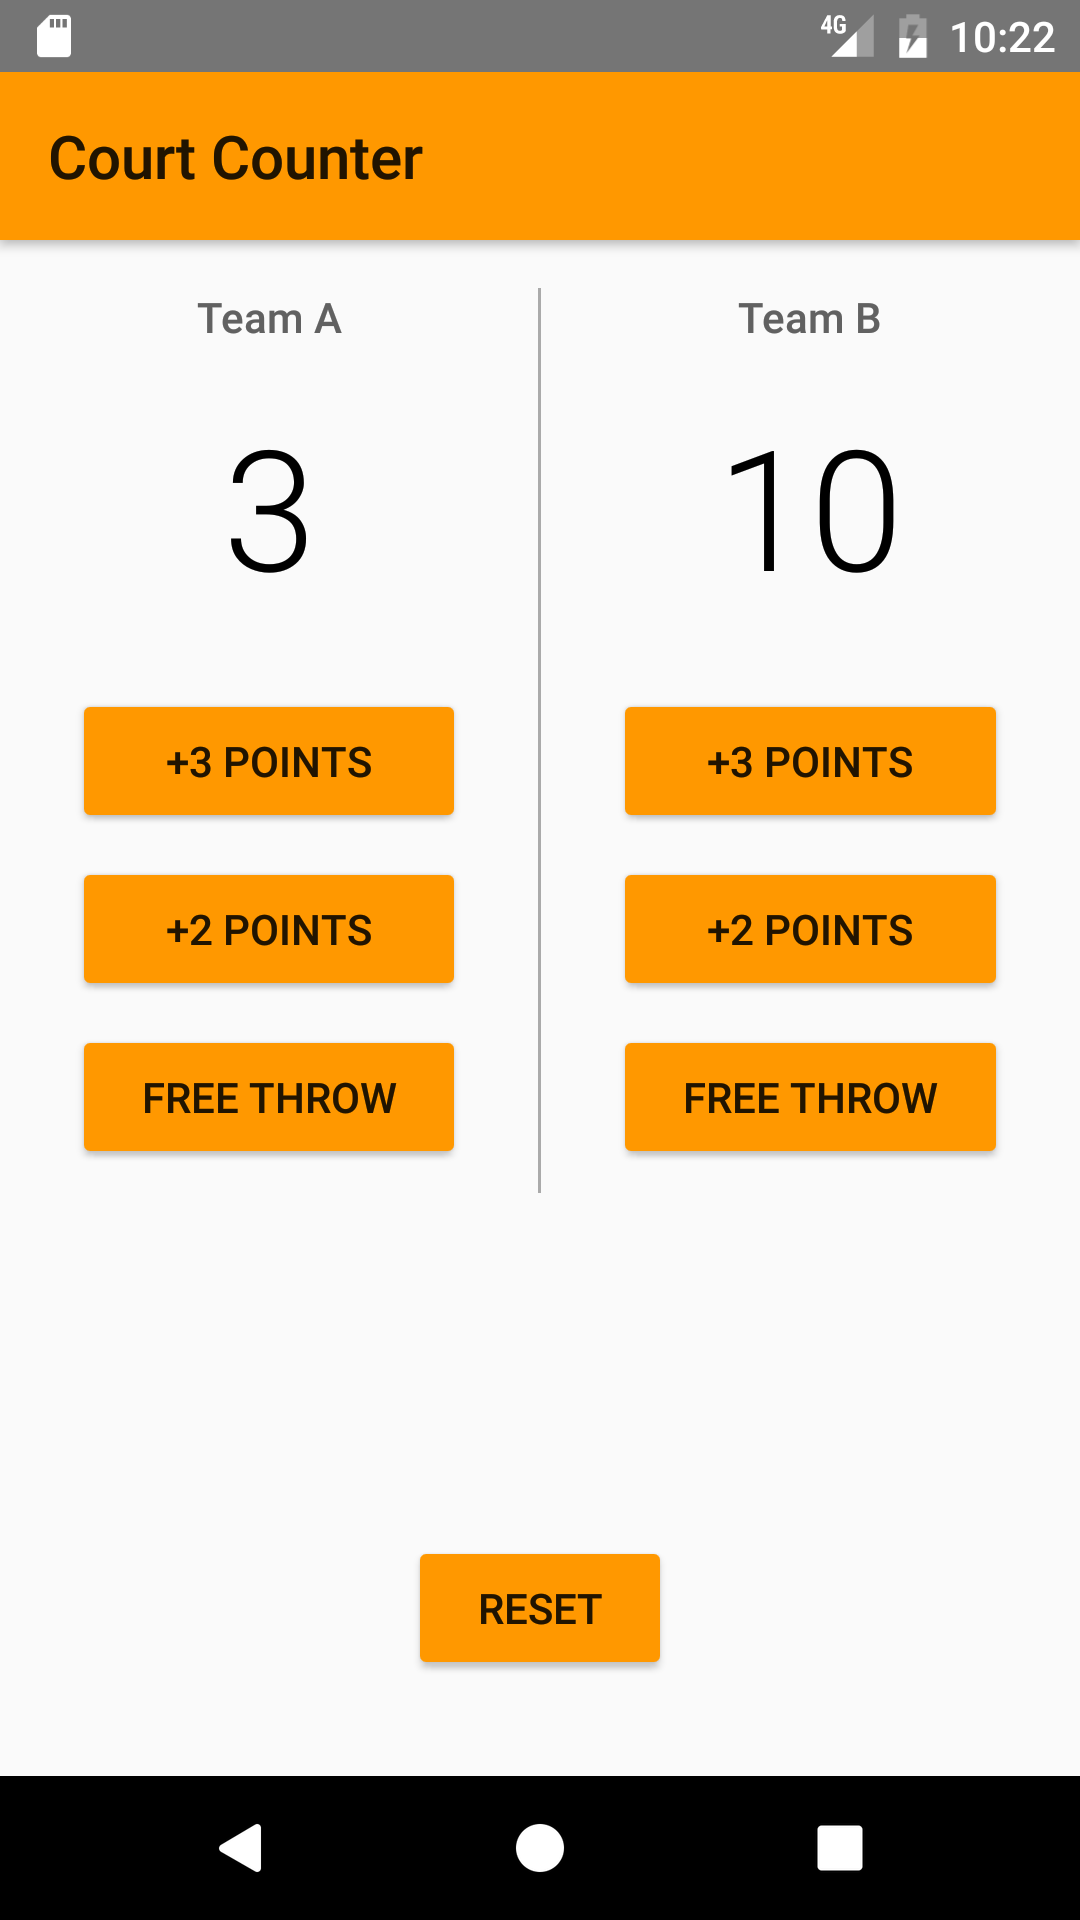 4G 10:22
Court Counter
Team A Team B
3 10
+3 POINTS +3 POINTS
+2 POINTS +2 POINTS
FREE THROW FREE THROW
RESET